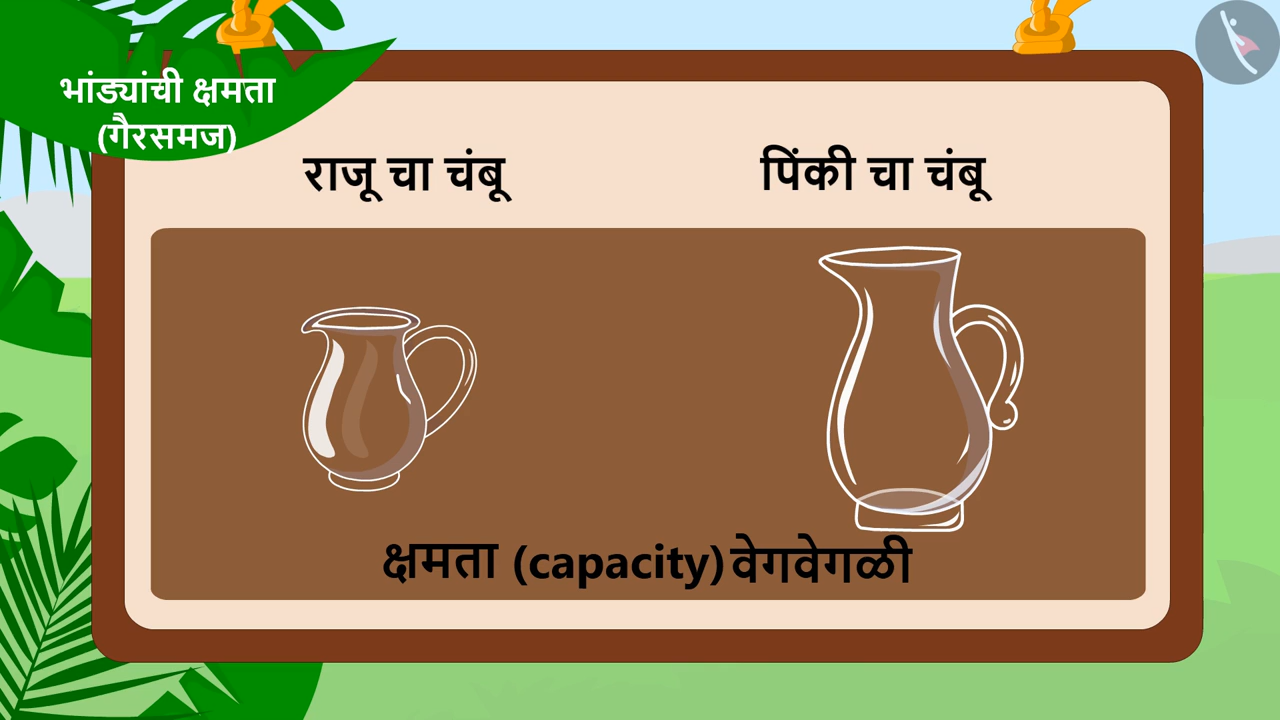 भांड्यांची क्षमता
(गैरसमज)
राजू चा चंबू
पिंकी चा चंबू
क्षमता (capacity) वेगवेगळी